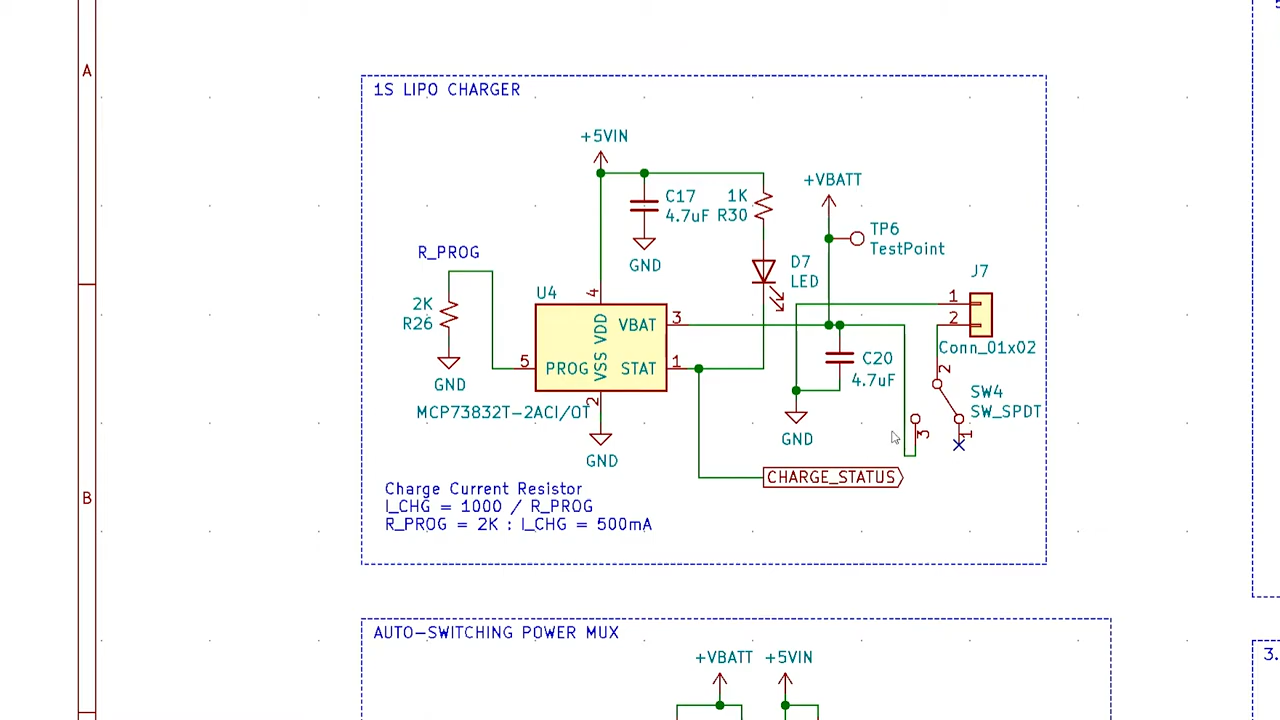 A
1S LIPO CHARGER
+5VIN
+VBATT
C17
4.7uF
1K
R30
TP6
TestPoint
GND
R_PROG
D7
LED
J7
2K
R26
U4
4
VDD
VBAT
3
1
2
Conn_01x02
5
PROG
VSS
STAT
1
C20
4.7uF
2
SW4
SW_SPDT
GND
MCP73832T-2ACI/OT
2
GND
3
1
GND
CHARGE_STATUS
B
Charge Current Resistor
I_CHG = 1000 / R_PROG
R_PROG = 2K : I_CHG = 500mA
AUTO-SWITCHING POWER MUX
+VBATT +5VIN
3.